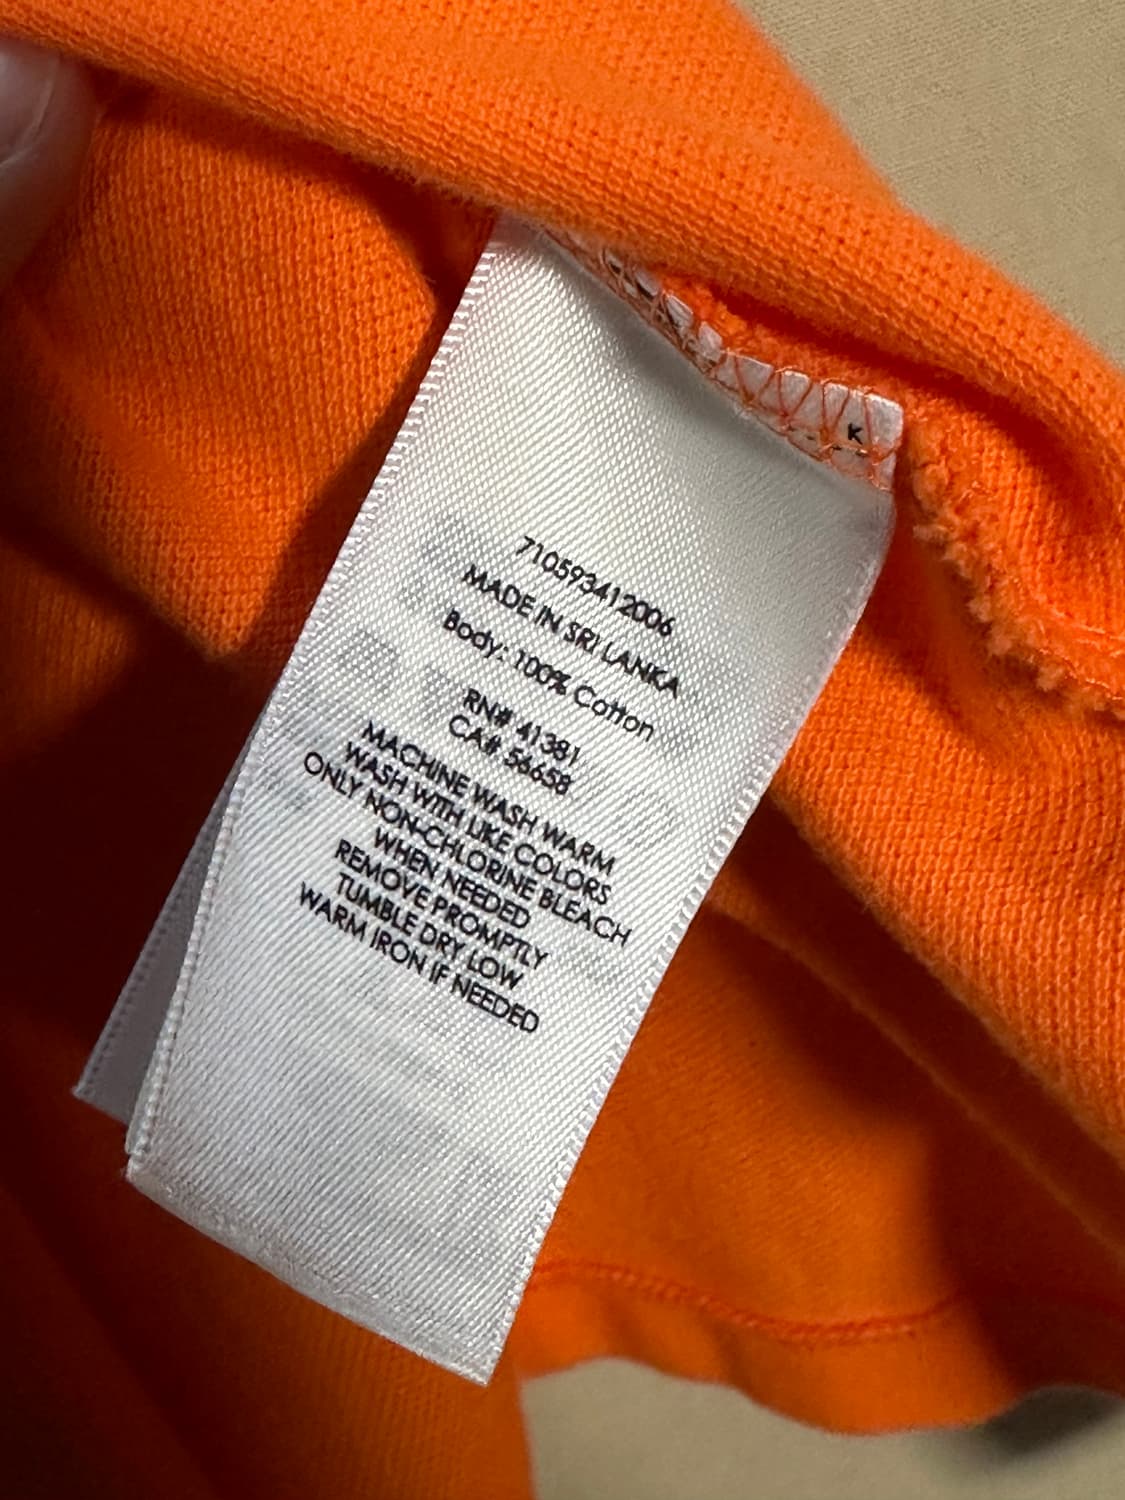 K
710593412006
MADE IN SRI LANKA
Body: 100% Cotton
RN# 41381
CA# 56658
MACHINE WASH WARM
WASH WITH LIKE COLORS
ONLY NON-CHLORINE BLEACH
WHEN NEEDED
REMOVE PROMPTLY
TUMBLE DRY LOW
WARM IRON IF NEEDED